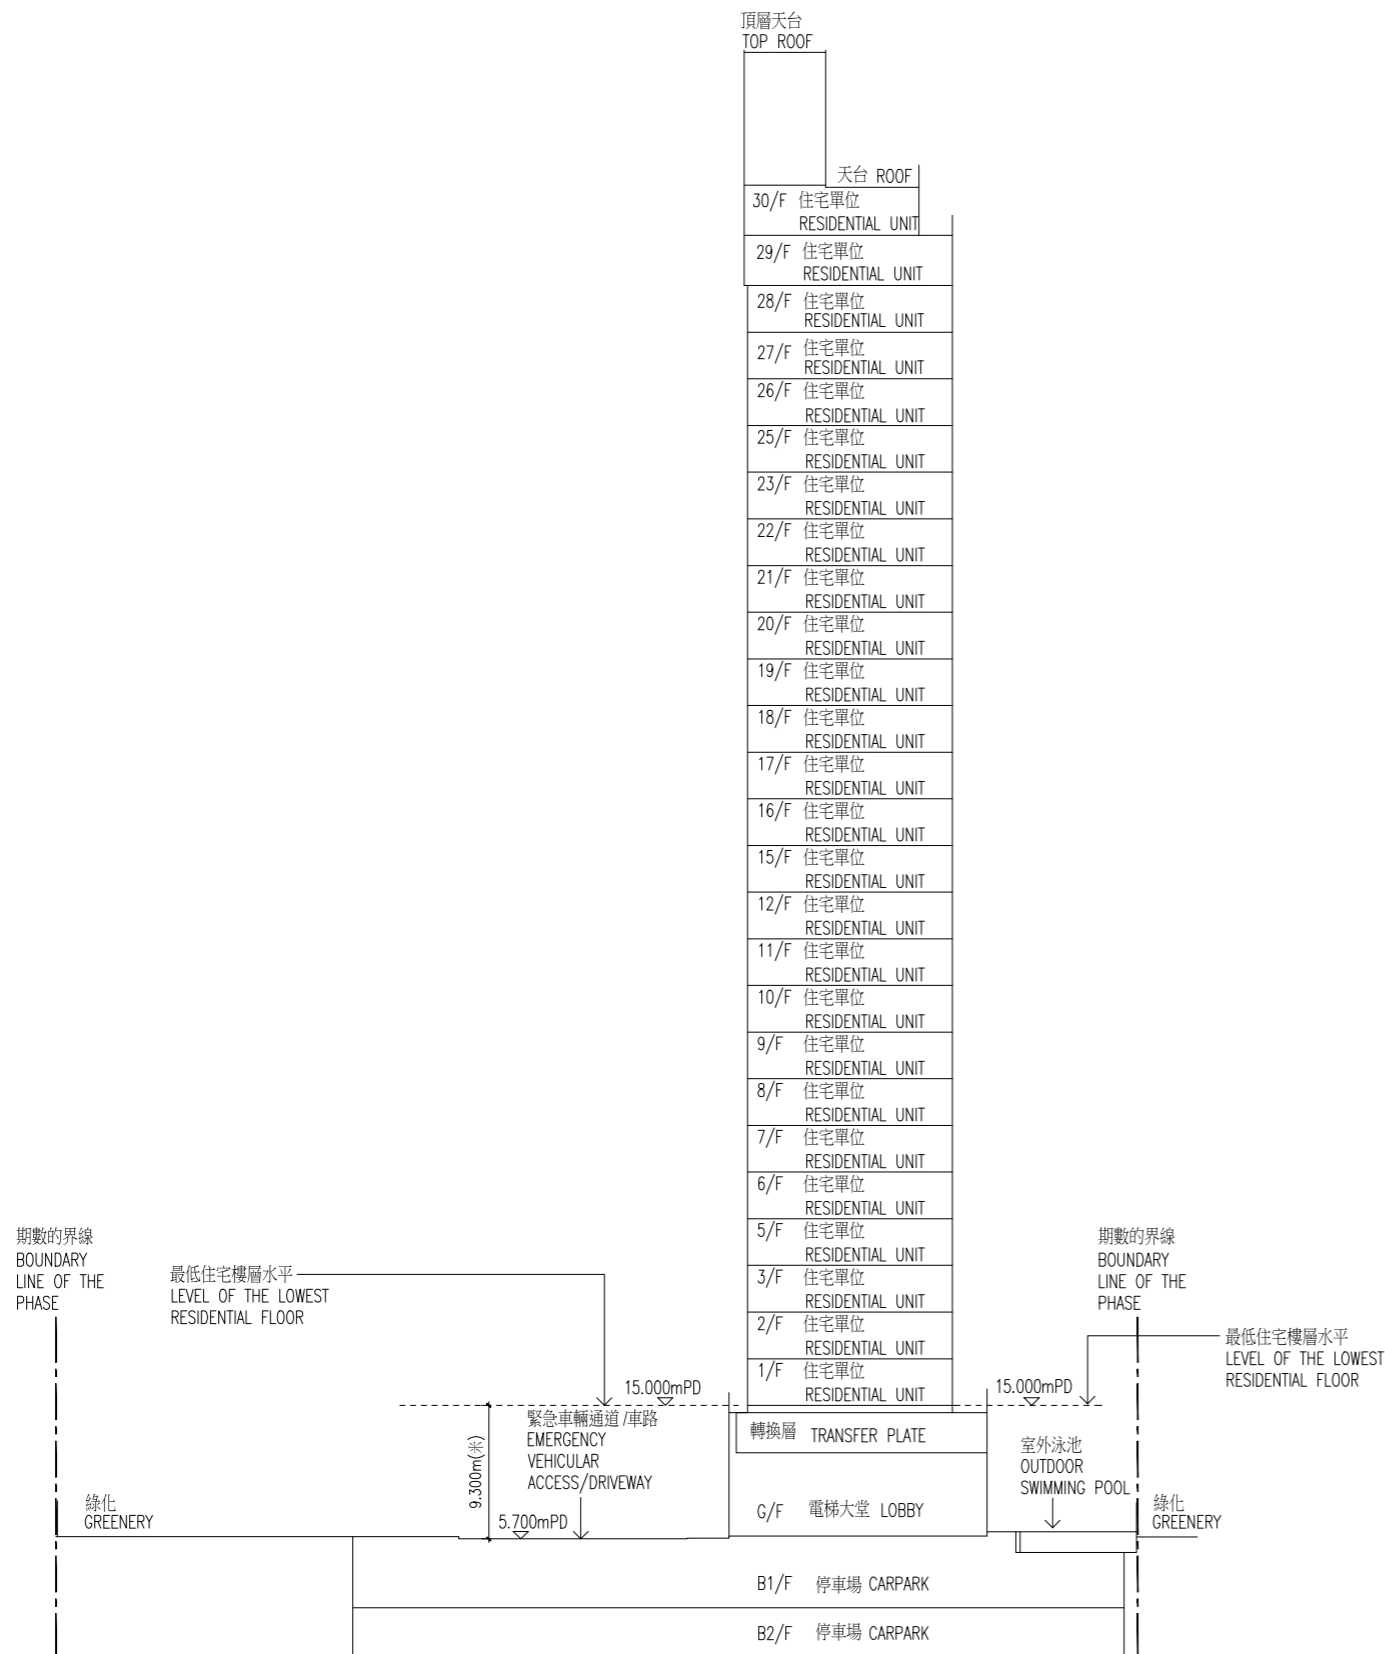 頂層天台
TOP ROOF
天台 ROOF
30/F 住宅單位
RESIDENTIAL UNIT
29/F 住宅單位
RESIDENTIAL UNIT
28/F 住宅單位
RESIDENTIAL UNIT
27/F 住宅單位
RESIDENTIAL UNIT
26/F 住宅單位
RESIDENTIAL UNIT
25/F 住宅單位
RESIDENTIAL UNIT
23/F 住宅單位
RESIDENTIAL UNIT
22/F 住宅單位
RESIDENTIAL UNIT
21/F 住宅單位
RESIDENTIAL UNIT
20/F 住宅單位
RESIDENTIAL UNIT
19/F 住宅單位
RESIDENTIAL UNIT
18/F 住宅單位
RESIDENTIAL UNIT
17/F 住宅單位
RESIDENTIAL UNIT
16/F 住宅單位
RESIDENTIAL UNIT
15/F 住宅單位
RESIDENTIAL UNIT
12/F 住宅單位
RESIDENTIAL UNIT
11/F 住宅單位
RESIDENTIAL UNIT
10/F 住宅單位
RESIDENTIAL UNIT
9/F 住宅單位
RESIDENTIAL UNIT
8/F 住宅單位
RESIDENTIAL UNIT
7/F 住宅單位
RESIDENTIAL UNIT
6/F 住宅單位
RESIDENTIAL UNIT
5/F 住宅單位
RESIDENTIAL UNIT
3/F 住宅單位
RESIDENTIAL UNIT
2/F 住宅單位
RESIDENTIAL UNIT
1/F 住宅單位
RESIDENTIAL UNIT
期數的界線
BOUNDARY
LINE OF THE
PHASE
最低住宅樓層水平
LEVEL OF THE LOWEST
RESIDENTIAL FLOOR
期數的界線
BOUNDARY
LINE OF THE
PHASE
最低住宅樓層水平
LEVEL OF THE LOWEST
RESIDENTIAL FLOOR
15.000mPD
15.000mPD
緊急車輛通道/車路
EMERGENCY
VEHICULAR
ACCESS/DRIVEWAY
9.300m(米)
5.700mPD
轉換層 TRANSFER PLATE
室外泳池
OUTDOOR
SWIMMING POOL
綠化
GREENERY
G/F 電梯大堂 LOBBY
綠化
GREENERY
B1/F 停車場 CARPARK
B2/F 停車場 CARPARK